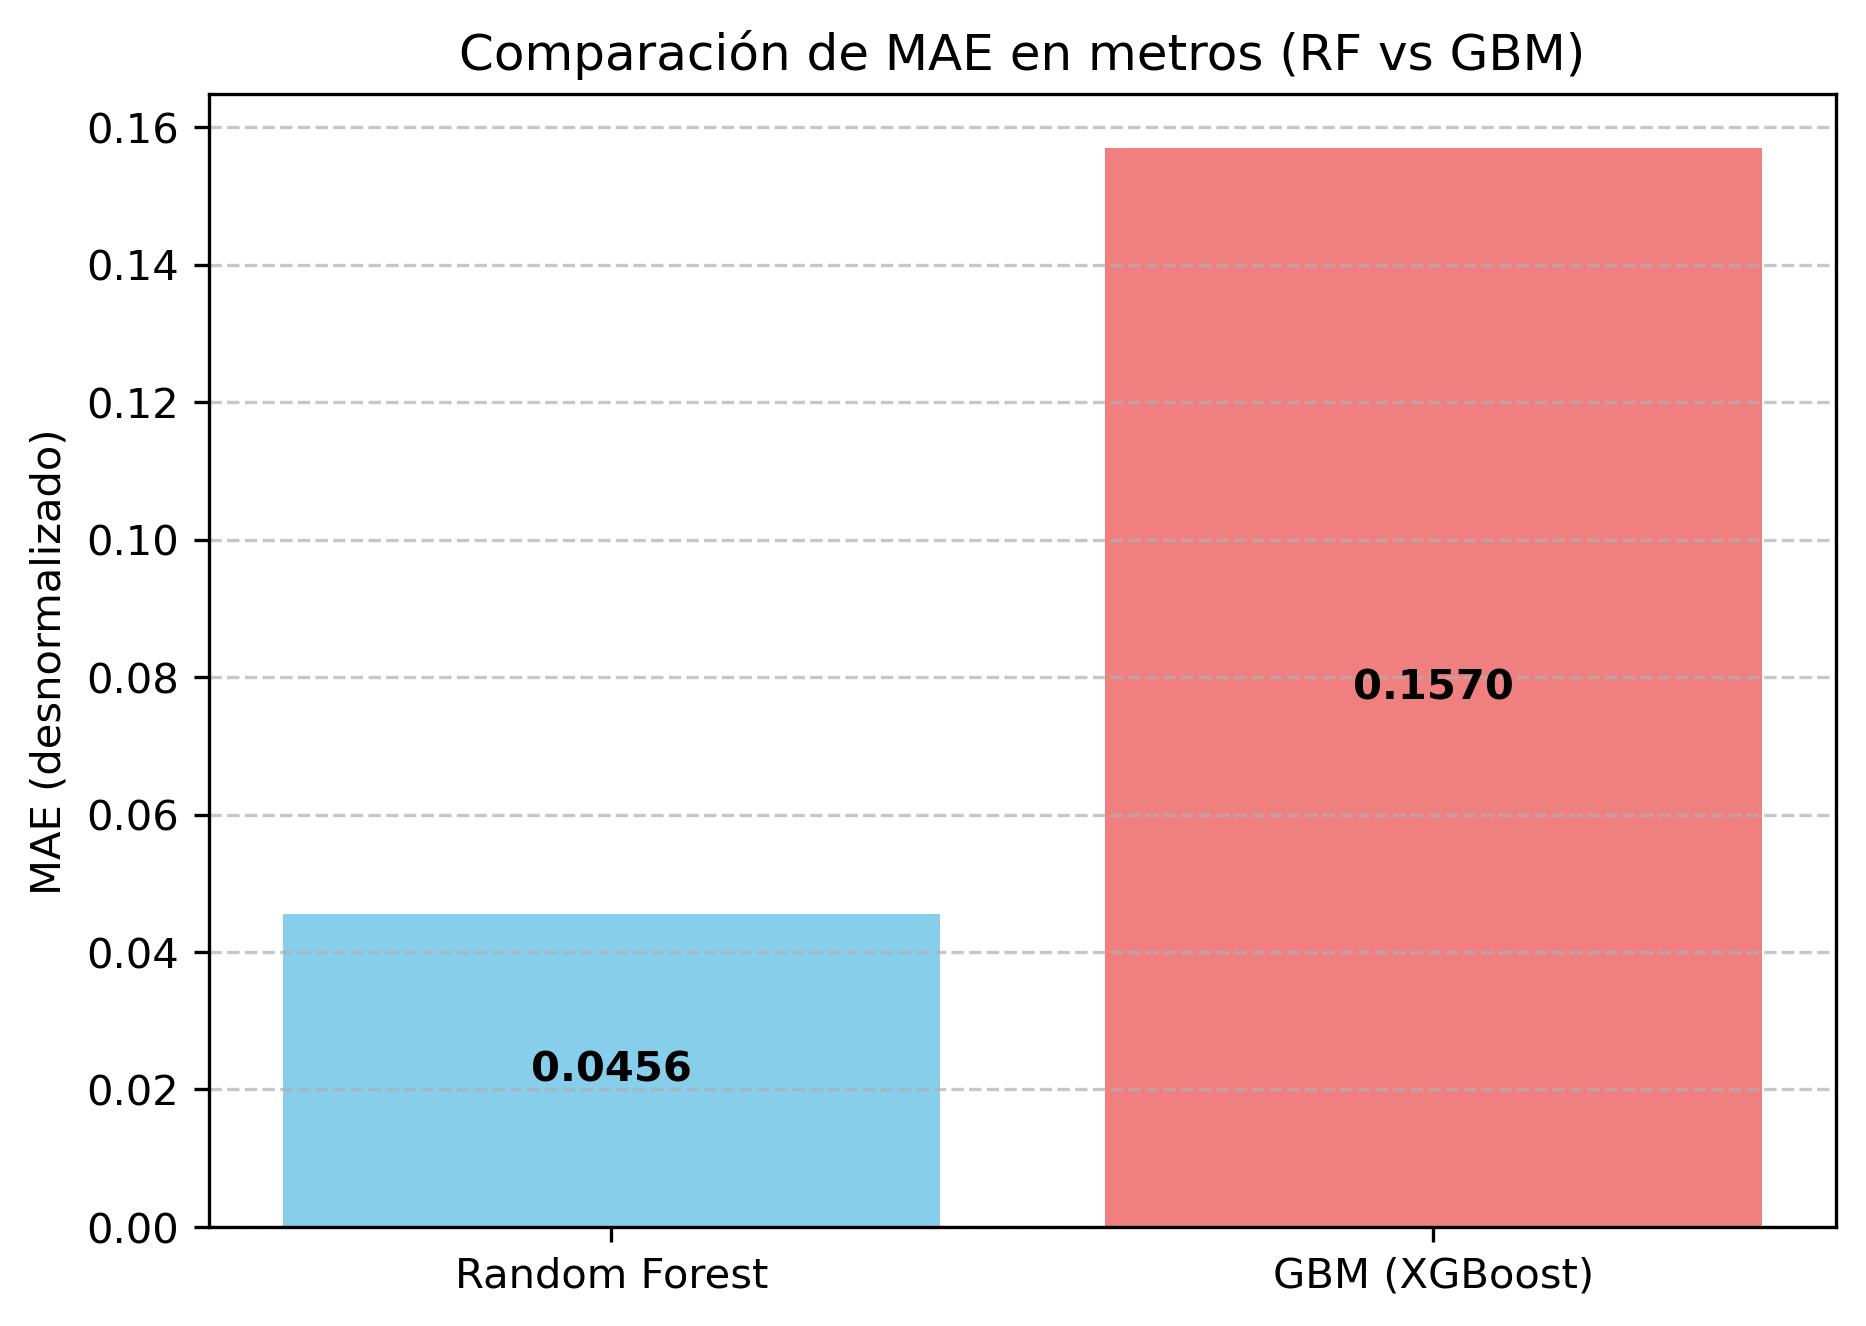 Comparación de MAE en metros (RF vs GBM)
MAE (desnormalizado)
0.16
0.14
0.12
0.10
0.08
0.06
0.04
0.02
0.00
0.0456
0.1570
Random Forest
GBM (XGBoost)